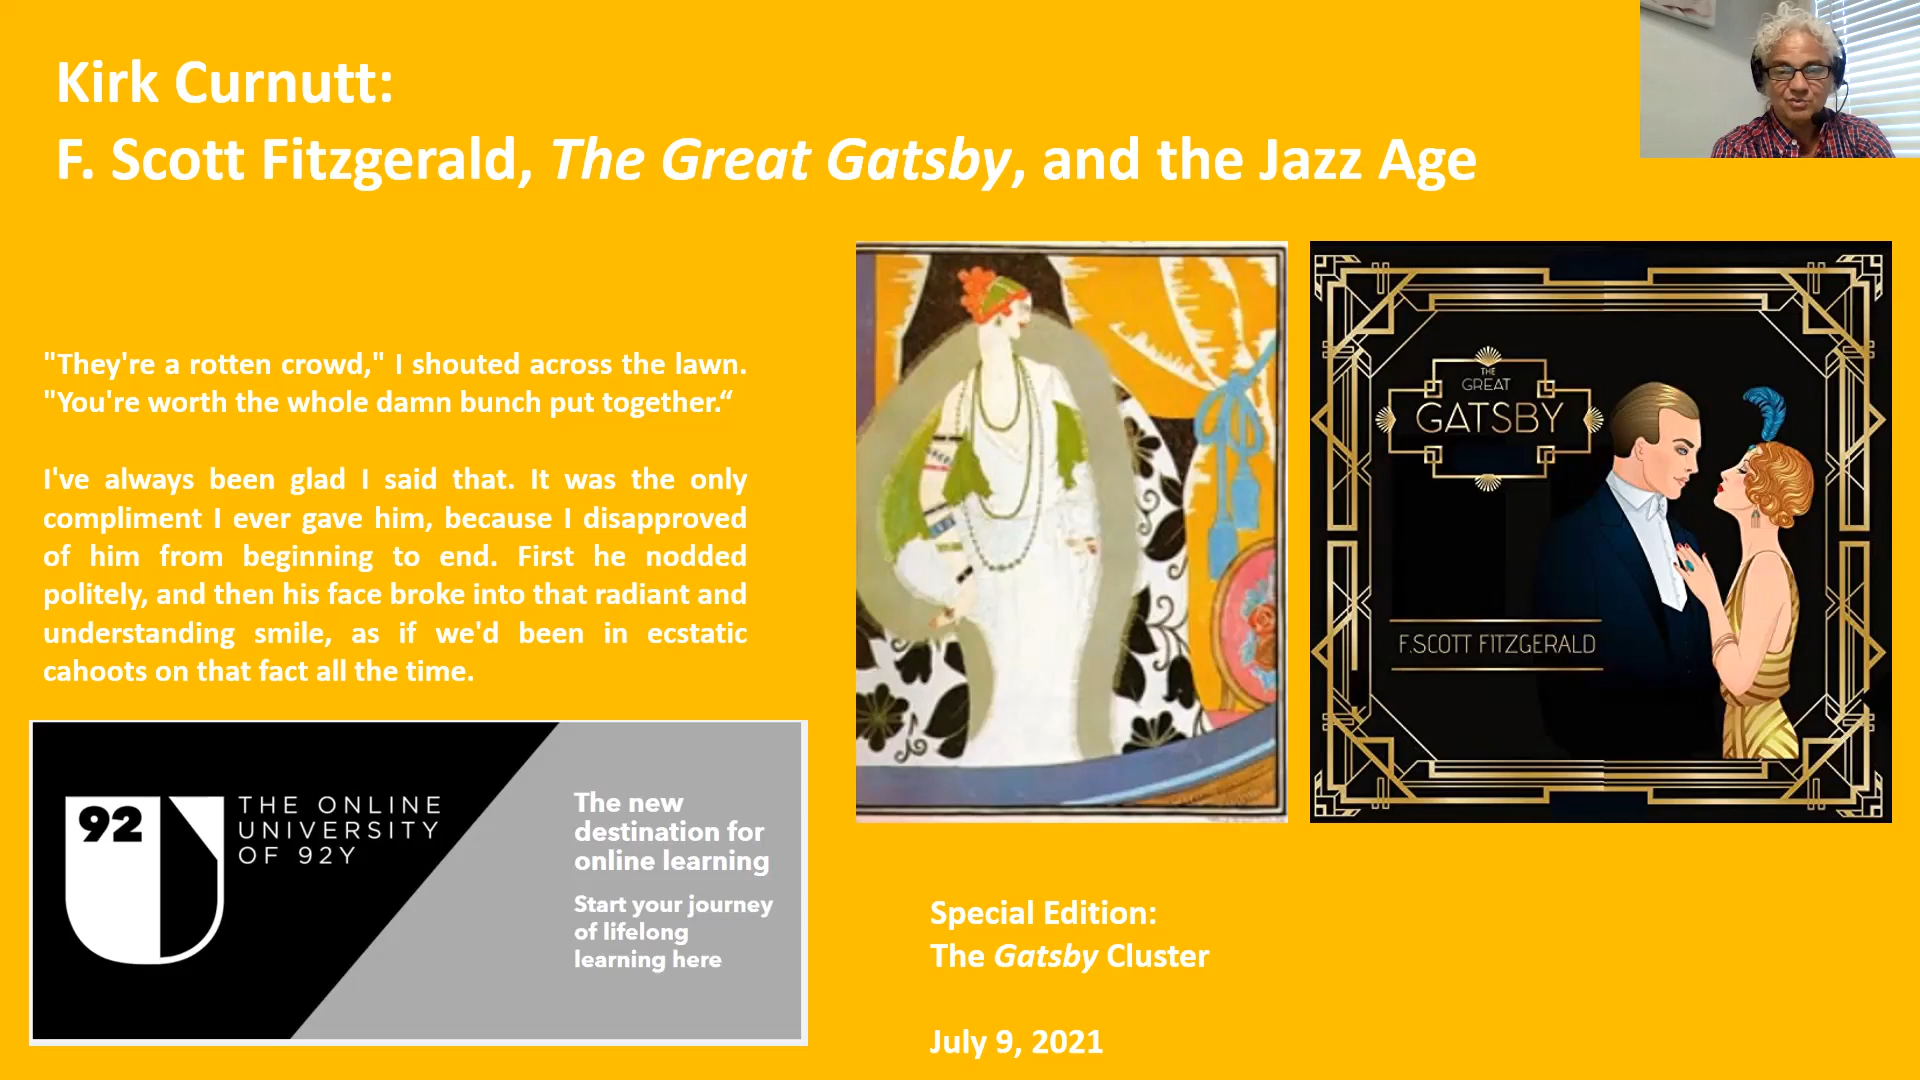 Kirk Curnutt:
F. Scott Fitzgerald, The Great Gatsby, and the Jazz Age
"They're a rotten crowd," I shouted across the lawn.
"You're worth the whole damn bunch put together.“
I've always been glad I said that. It was the only
compliment I ever gave him, because I disapproved
of him from beginning to end. First he nodded
politely, and then his face broke into that radiant and
understanding smile, as if we'd been in ecstatic
cahoots on that fact all the time.
THE
GREAT
GATSBY
F.SCOTT FITZGERALD
92
THE ONLINE
UNIVERSITY
OF 92Y
The new
destination for
online learning
Start your journey
of lifelong
learning here
Special Edition:
The Gatsby Cluster
July 9, 2021